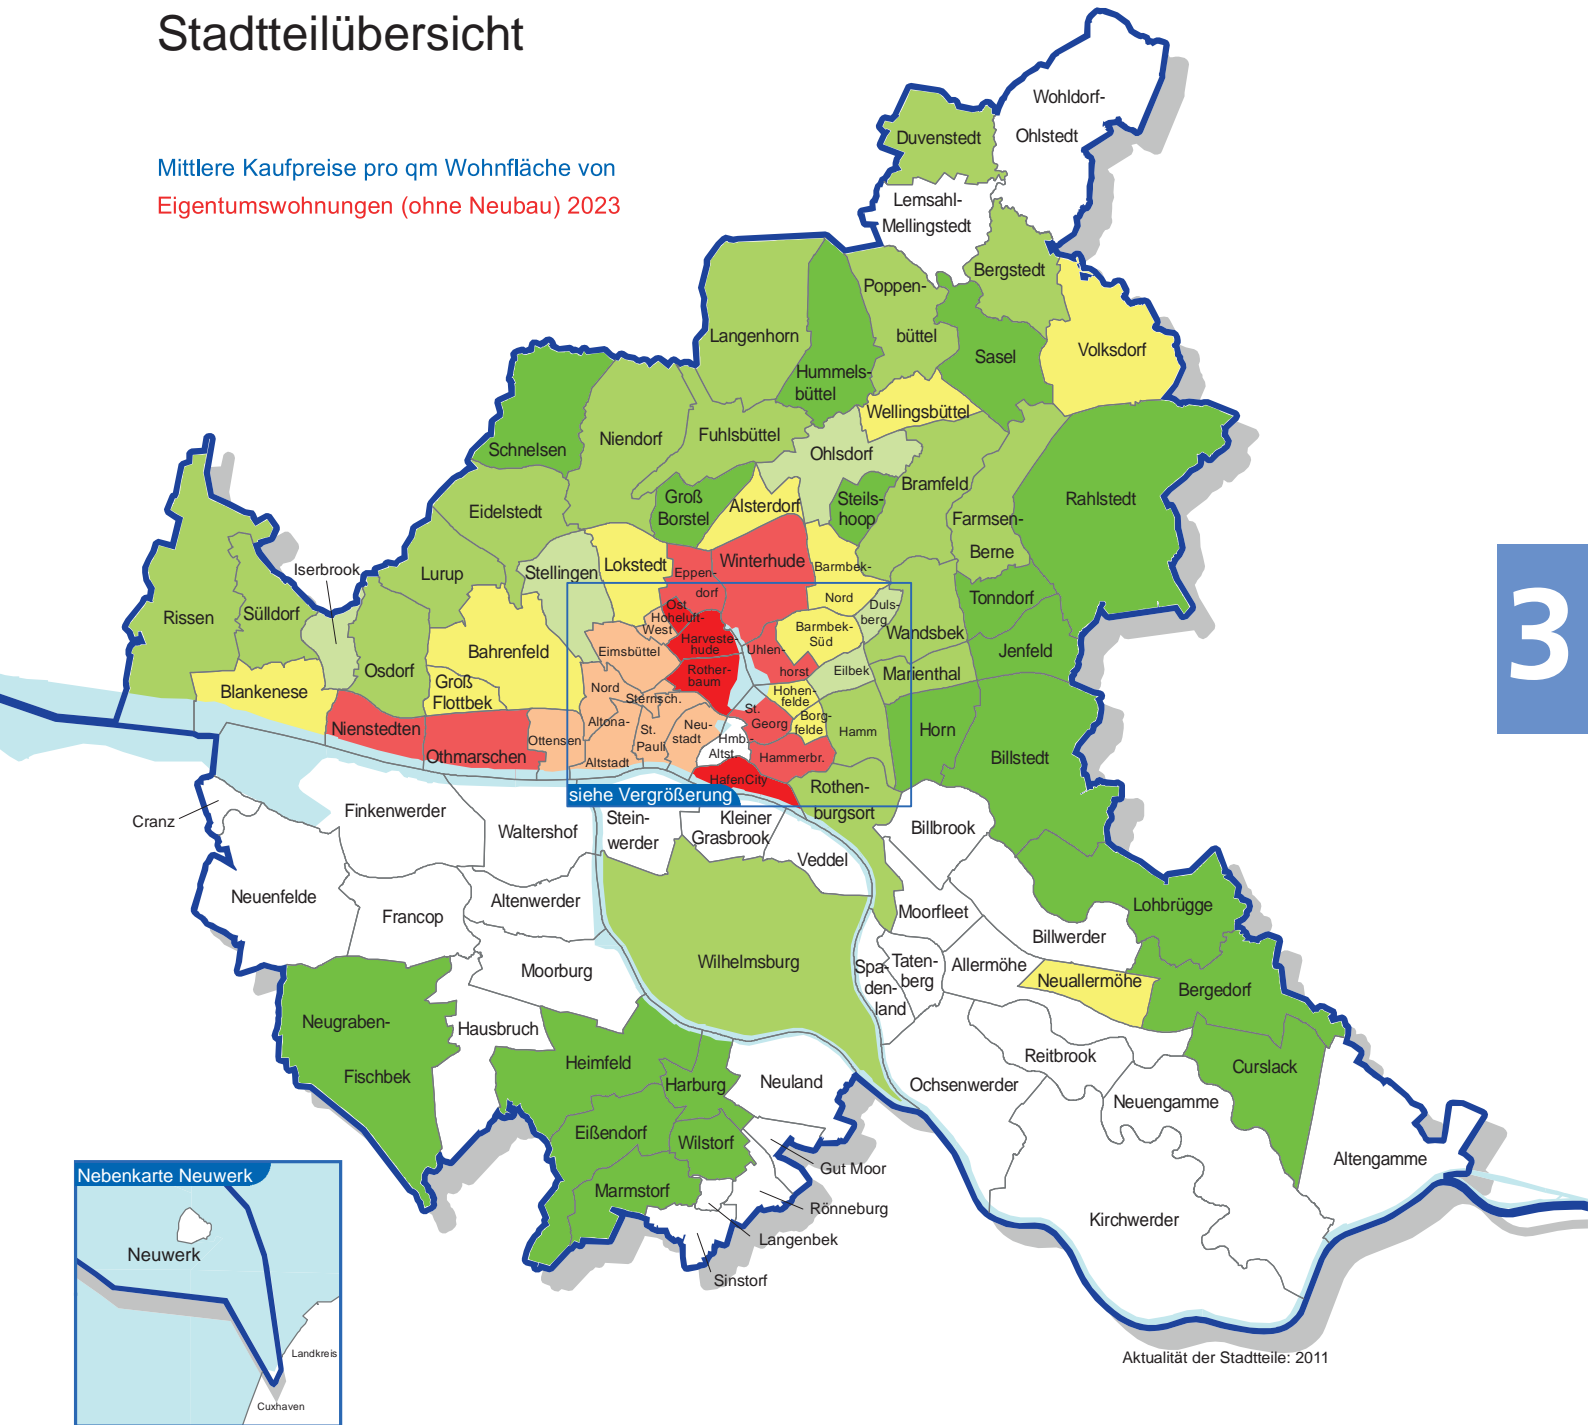 Stadtteilübersicht
Mittlere Kaufpreise pro qm Wohnfläche von
Eigentumswohnungen (ohne Neubau) 2023
3
Wohldorf-
Ohlstedt
Duvenstedt
Lemsahl-
Mellingstedt
Bergstedt
Poppen-
büttel
Langenhorn
Hummels-
büttel
Sasel
Volksdorf
Wellingsbüttel
Schnelsen
Niendorf
Fuhlsbüttel
Ohlsdorf
Bramfeld
Rahlstedt
Farmsen-
Berne
Steils-
hoop
Groß
Borstel
Alsterdorf
Eidelstedt
Lokstedt
Stellingen
Lurup
Iserbrook
Rissen
Sülldorf
Osdorf
Blankenese
Bahrenfeld
Groß
Flottbek
Nienstedten
Othmarschen
Ottensen
Eppen-
dorf
Winterhude
Barmbek-
Nord
Barmbek-
Süd
Duls-
berg
Wandsbek
Tonndorf
Jenfeld
Marienthal
Eilbek
Ost
Hoheluft-
West
Harveste-
hude
Rother-
baum
Uhlen-
horst
Eimsbüttel
Nord
Altona-
Altstadt
Sternsch.
St.
Pauli
Neu-
stadt
Hmb.-
Altst.
St.
Georg
Hohen-
felde
Borg-
felde
Hamm
Horn
Billstedt
Hammerbr.
HafenCity
Rothen-
burgsort
siehe Vergrößerung
Cranz
Finkenwerder
Waltershof
Stein-
werder
Kleiner
Grasbrook
Veddel
Billbrook
Neuenfelde
Francop
Altenwerder
Moorburg
Wilhelmsburg
Moorfleet
Billwerder
Lohbrügge
Spa-
den-
land
Taten-
berg
Allermöhe
Neuallermöhe
Bergedorf
Neugraben-
Fischbek
Hausbruch
Heimfeld
Harburg
Neuland
Ochsenwerder
Reitbrook
Curslack
Neuengamme
Altengamme
Kirchwerder
Eißendorf
Wilstorf
Marmstorf
Gut Moor
Rönneburg
Langenbek
Sinstorf
Nebenkarte Neuwerk
Neuwerk
Landkreis
Cuxhaven
Aktualität der Stadtteile: 2011